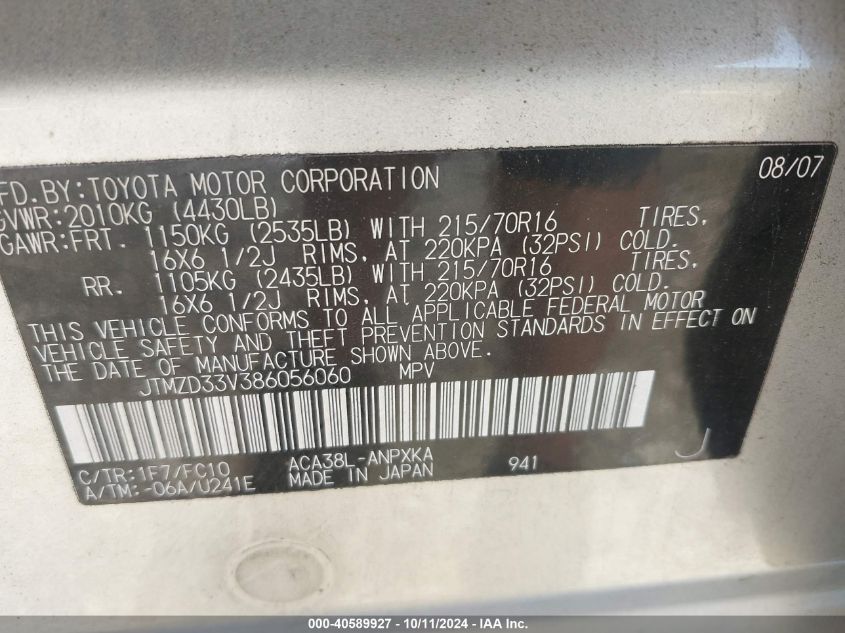 FD. BY: TOYOTA MOTOR CORPORATION 08/07
GVWR: 2010KG (4430LB)
GAWR: FRT. 1150KG (2535LB) WITH 215/70R16 TIRES,
16X6 1/2J RIMS, AT 220KPA (32PSI) COLD.
RR. 1105KG (2435LB) WITH 215/70R16 TIRES,
16X6 1/2J RIMS, AT 220KPA (32PSI) COLD.
THIS VEHICLE CONFORMS TO ALL APPLICABLE FEDERAL MOTOR
VEHICLE SAFETY AND THEFT PREVENTION STANDARDS IN EFFECT ON
THE DATE OF MANUFACTURE SHOWN ABOVE.
JTMZD33V386056060 MPV
C/TR: 1F7/FC10 ACA38L-ANPXKA 941 J
A/TM: -06A/U241E MADE IN JAPAN
000-40589927 - 10/11/2024 - IAA Inc.